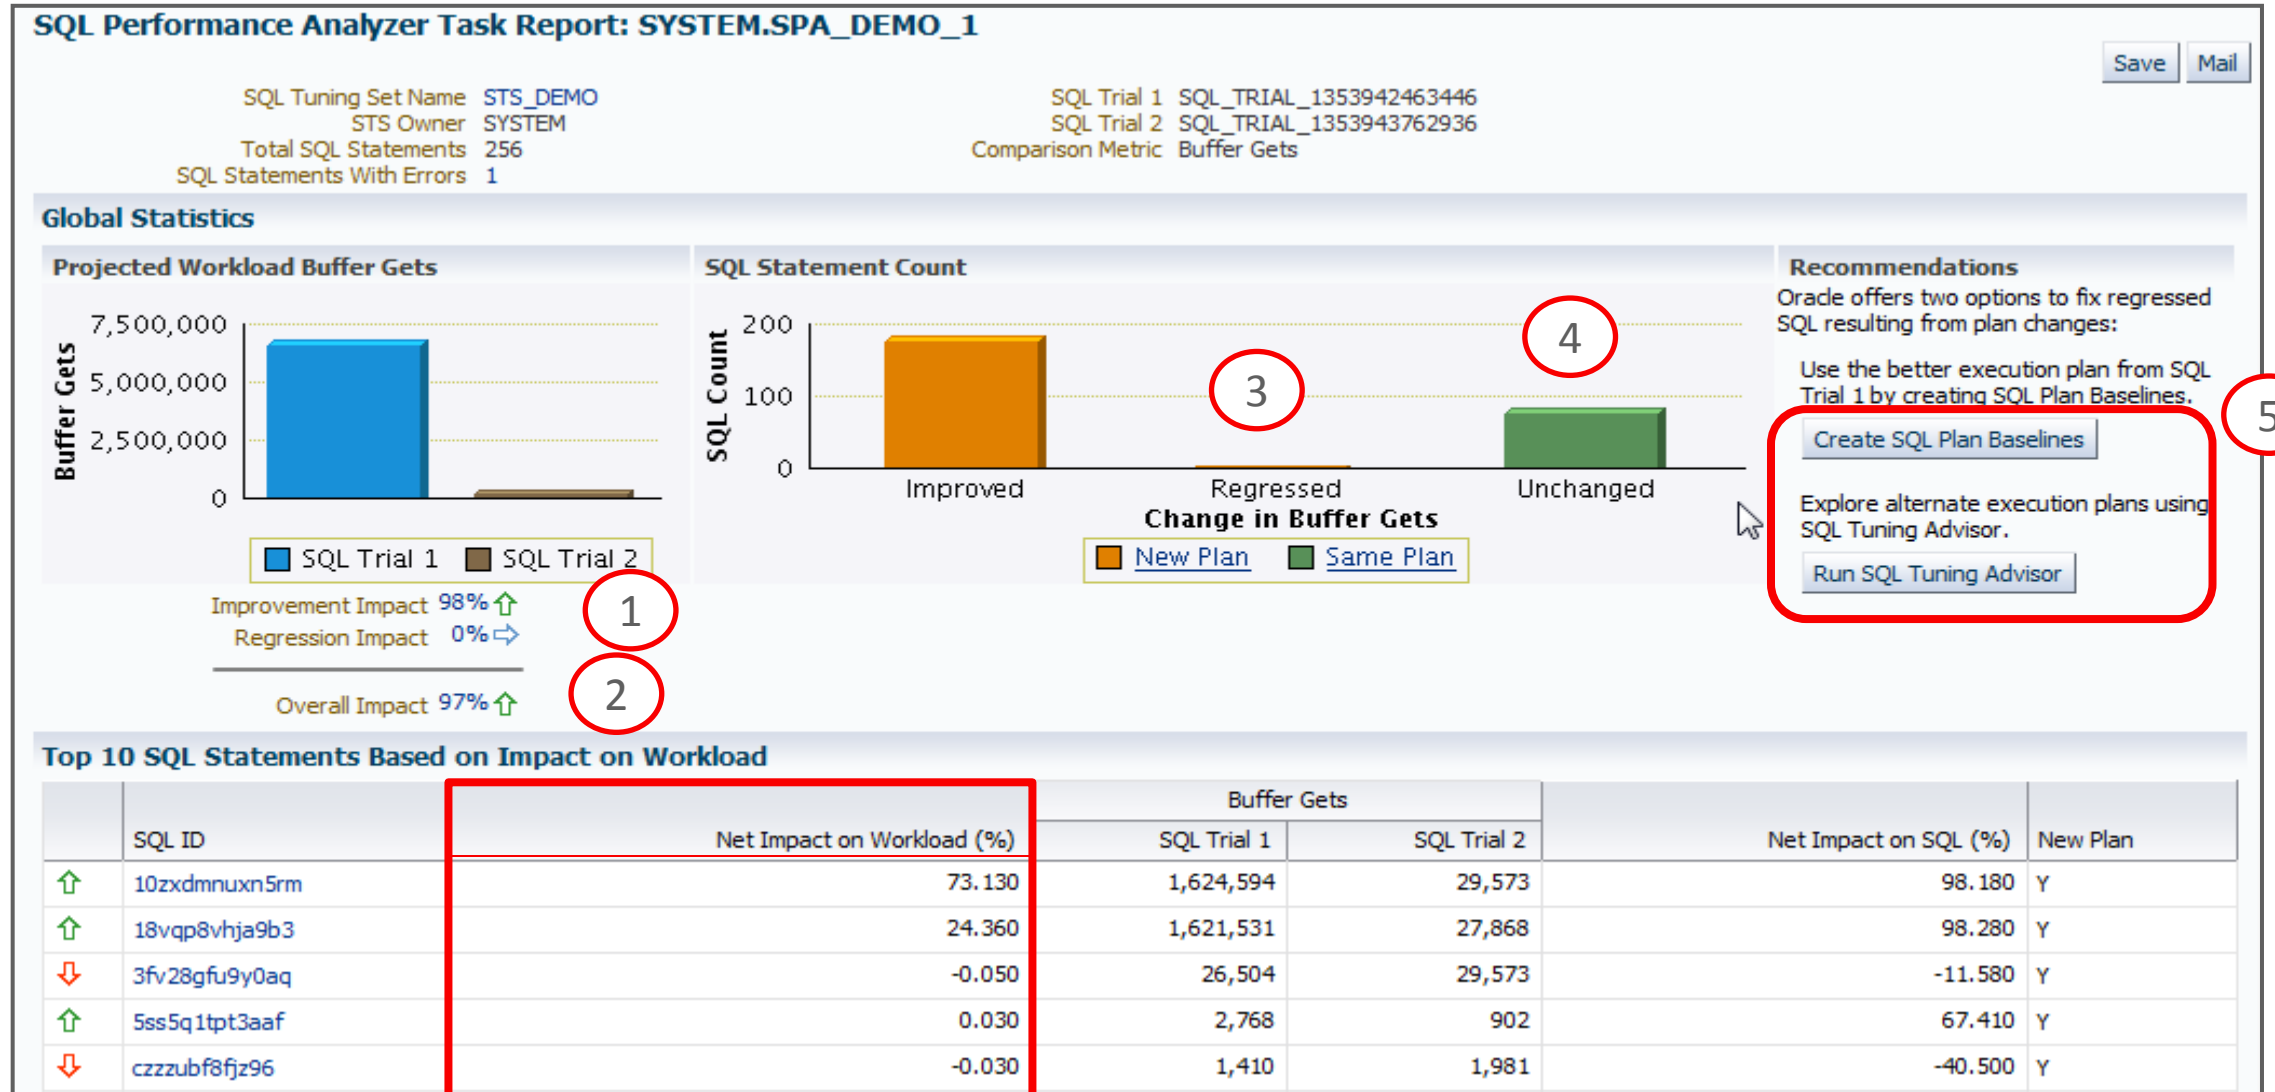 SQL Performance Analyzer Task Report: SYSTEM.SPA_DEMO_1
Save Mail
SQL Tuning Set Name STS_DEMO
STS Owner SYSTEM
Total SQL Statements 256
SQL Statements With Errors 1
SQL Trial 1 SQL_TRIAL_1353942463446
SQL Trial 2 SQL_TRIAL_1353943762936
Comparison Metric Buffer Gets
Global Statistics
Projected Workload Buffer Gets
Buffer Gets
7,500,000
5,000,000
2,500,000
0
SQL Trial 1 SQL Trial 2
Improvement Impact 98%
Regression Impact 0%
1
Overall Impact 97%
2
SQL Statement Count
SQL Count
200
100
0
3
4
Improved Regressed Unchanged
Change in Buffer Gets
New Plan Same Plan
Recommendations
Oracle offers two options to fix regressed
SQL resulting from plan changes:
Use the better execution plan from SQL
Trial 1 by creating SQL Plan Baselines.
5
Create SQL Plan Baselines
Explore alternate execution plans using
SQL Tuning Advisor.
Run SQL Tuning Advisor
Top 10 SQL Statements Based on Impact on Workload
Buffer Gets
SQL ID Net Impact on Workload (%) SQL Trial 1 SQL Trial 2 Net Impact on SQL (%) New Plan
10zxdmnuxn5rm 73.130 1,624,594 29,573 98.180 Y
18vqp8vhja9b3 24.360 1,621,531 27,868 98.280 Y
3fv28gfu9y0aq -0.050 26,504 29,573 -11.580 Y
5ss5q1tpt3aaf 0.030 2,768 902 67.410 Y
czzzubf8fjz96 -0.030 1,410 1,981 -40.500 Y